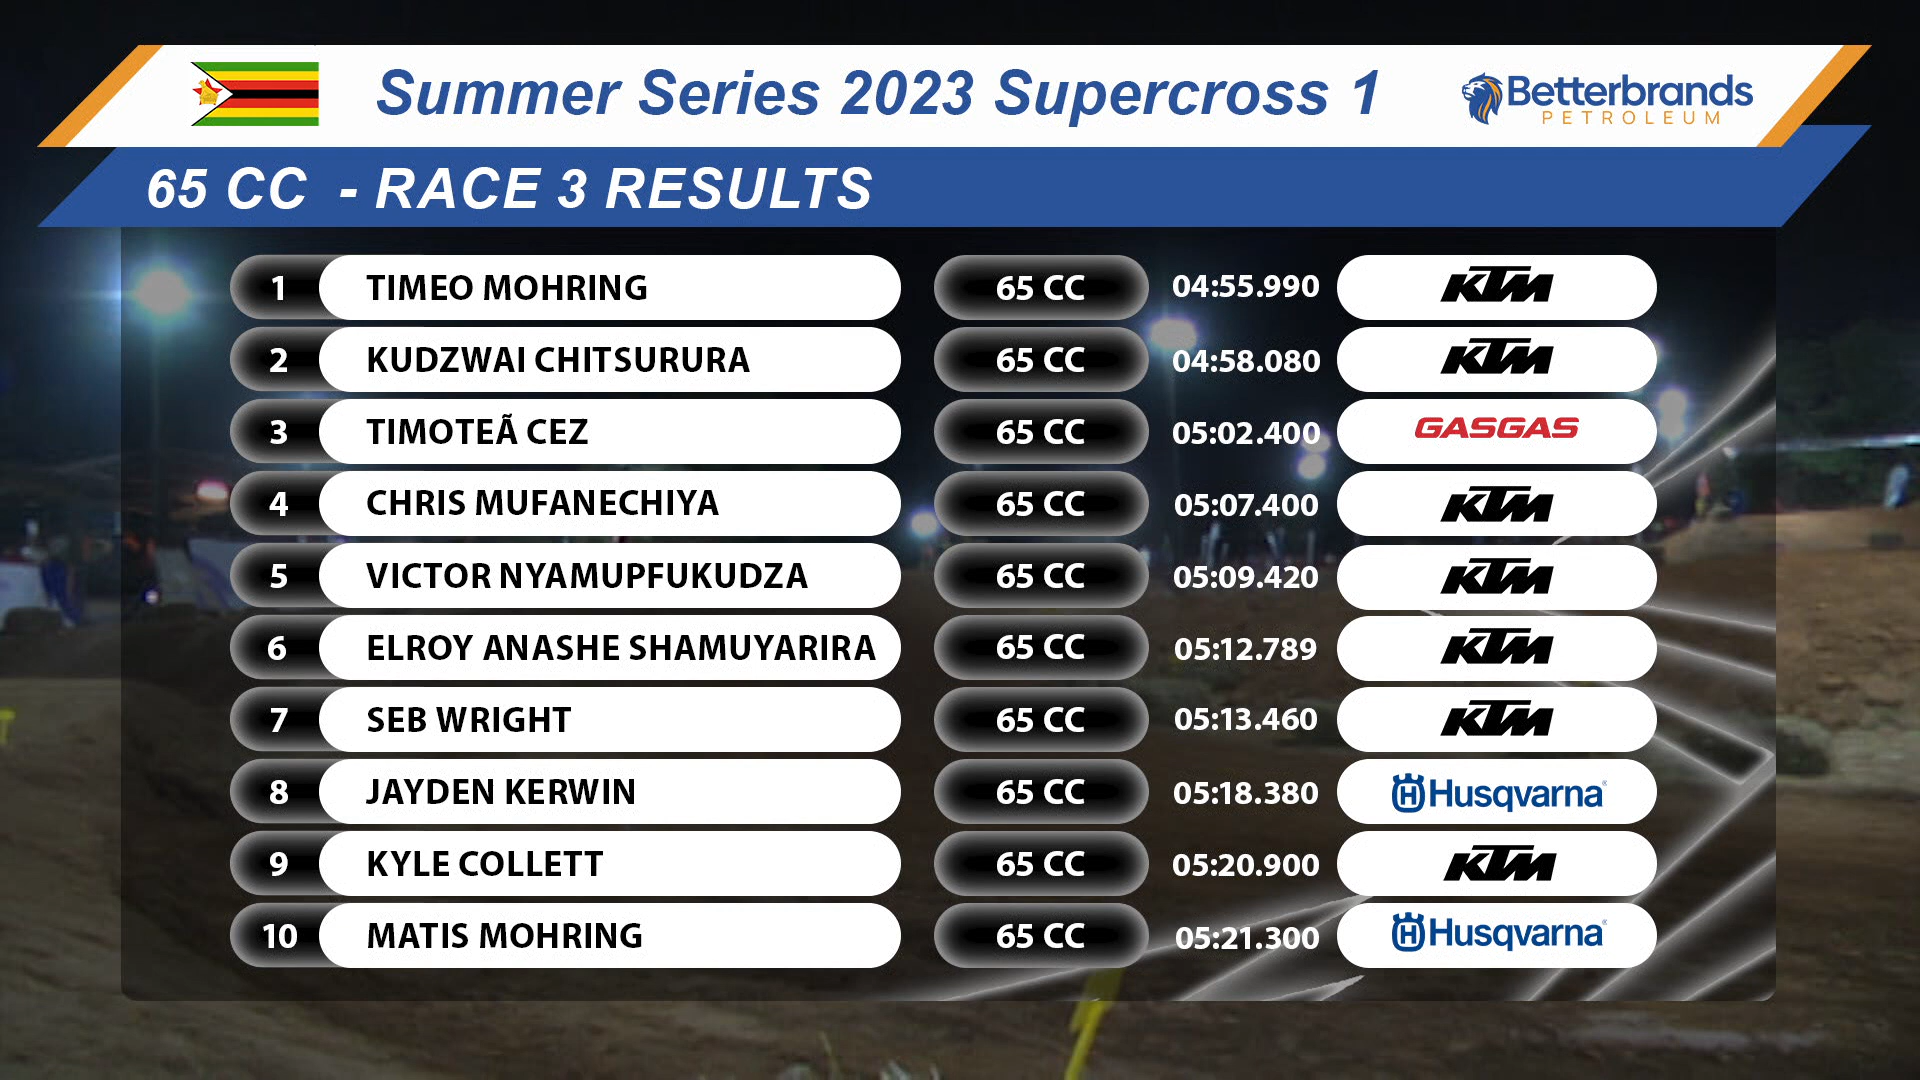 Summer Series 2023 Supercross 1
Betterbrands
PETROLEUM
65 CC - RACE 3 RESULTS
1 TIMEO MOHRING 65 CC 04:55.990 KTM
2 KUDZWAI CHITSURURA 65 CC 04:58.080 KTM
3 TIMOTEÃ CEZ 65 CC 05:02.400 GASGAS
4 CHRIS MUFANECHIYA 65 CC 05:07.400 KTM
5 VICTOR NYAMUPFUKUDZA 65 CC 05:09.420 KTM
6 ELROY ANASHE SHAMUYARIRA 65 CC 05:12.789 KTM
7 SEB WRIGHT 65 CC 05:13.460 KTM
8 JAYDEN KERWIN 65 CC 05:18.380 Husqvarna
9 KYLE COLLETT 65 CC 05:20.900 KTM
10 MATIS MOHRING 65 CC 05:21.300 Husqvarna